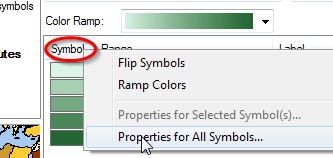 symbols
Color Ramp:
utes
Symbol Range Label
Flip Symbols
Ramp Colors
Properties for Selected Symbol(s)...
Properties for All Symbols...